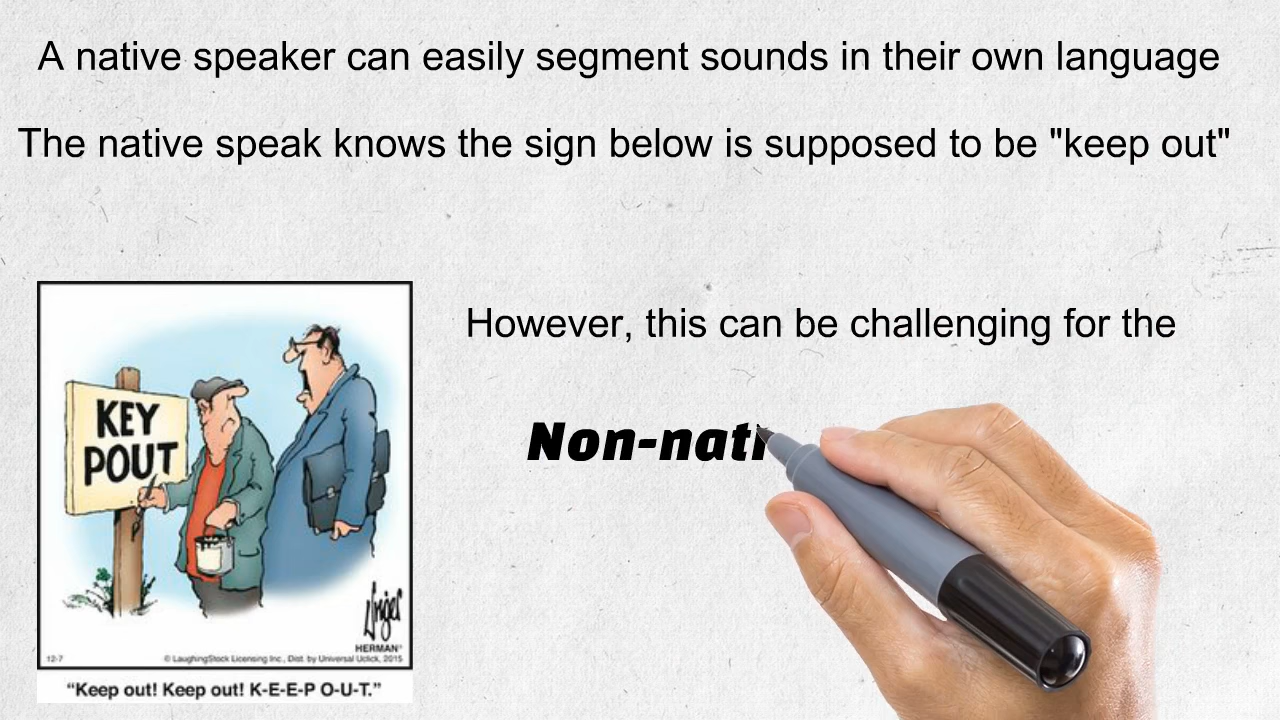 A native speaker can easily segment sounds in their own language
The native speak knows the sign below is supposed to be "keep out"
However, this can be challenging for the
Non-nati
KEY
POUT
HERMAN®
12-7
© LaughingStock Licensing Inc., Dist. by Universal Uclick, 2015
“Keep out! Keep out! K-E-E-P O-U-T.”